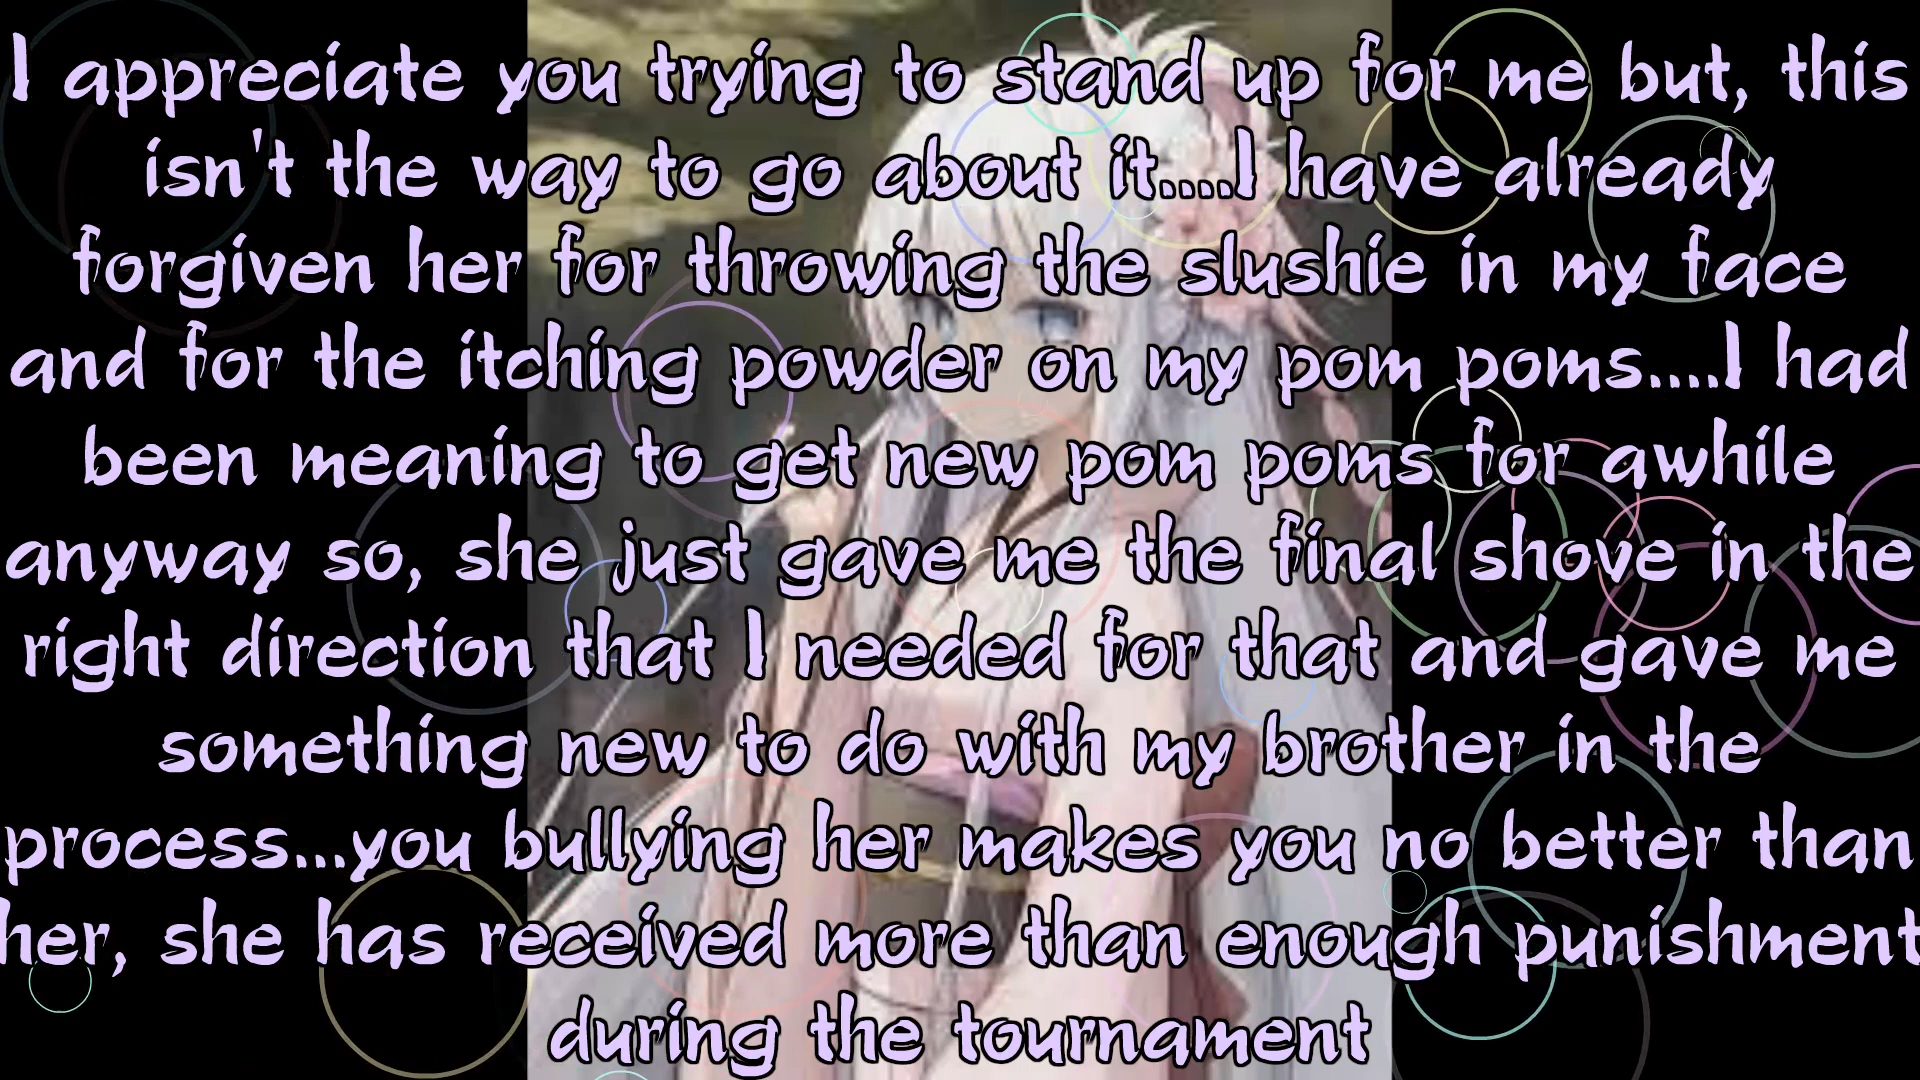 I appreciate you trying to stand up for me but, this
isn't the way to go about it....I have already
forgiven her for throwing the slushie in my face
and for the itching powder on my pom poms....I had
been meaning to get new pom poms for awhile
anyway so, she just gave me the final shove in the
right direction that I needed for that and gave me
something new to do with my brother in the
process...you bullying her makes you no better than
her, she has received more than enough punishment
during the tournament